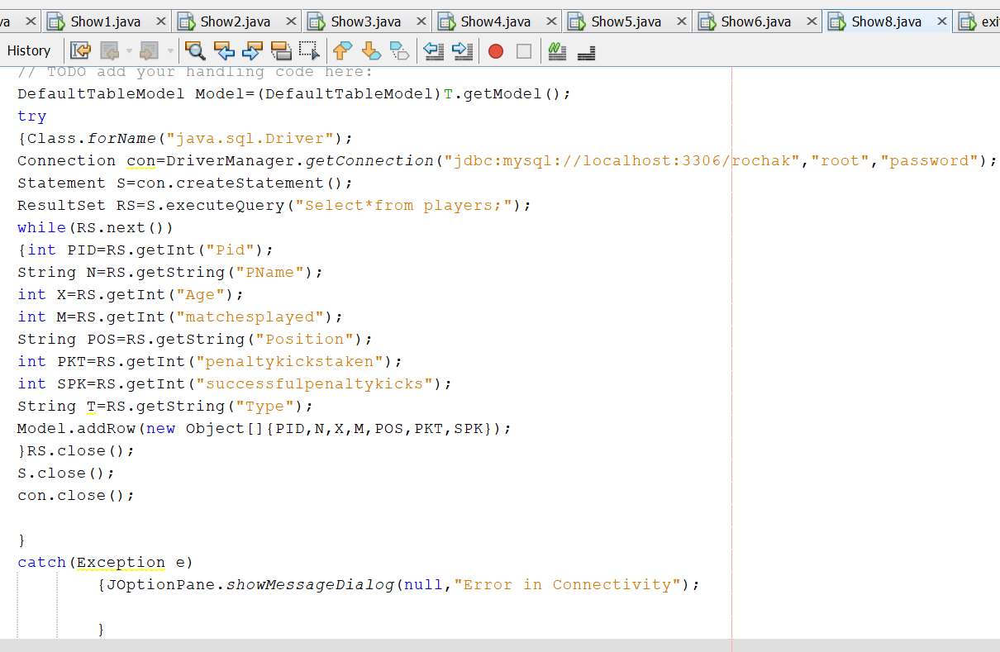 va Show1.java Show2.java Show3.java Show4.java Show5.java Show6.java Show8.java exi
History
// TODO add your handling code here:
DefaultTableModel Model=(DefaultTableModel)T.getModel();
try
{Class.forName("java.sql.Driver");
Connection con=DriverManager.getConnection("jdbc:mysql://localhost:3306/rochak","root","password");
Statement S=con.createStatement();
ResultSet RS=S.executeQuery("Select*from players;");
while(RS.next())
{int PID=RS.getInt("Pid");
String N=RS.getString("PName");
int X=RS.getInt("Age");
int M=RS.getInt("matchesplayed");
String POS=RS.getString("Position");
int PKT=RS.getInt("penaltykickstaken");
int SPK=RS.getInt("successfulpenaltykicks");
String T=RS.getString("Type");
Model.addRow(new Object[]{PID,N,X,M,POS,PKT,SPK});
}RS.close();
S.close();
con.close();
}
catch(Exception e)
{JOptionPane.showMessageDialog(null,"Error in Connectivity");
}